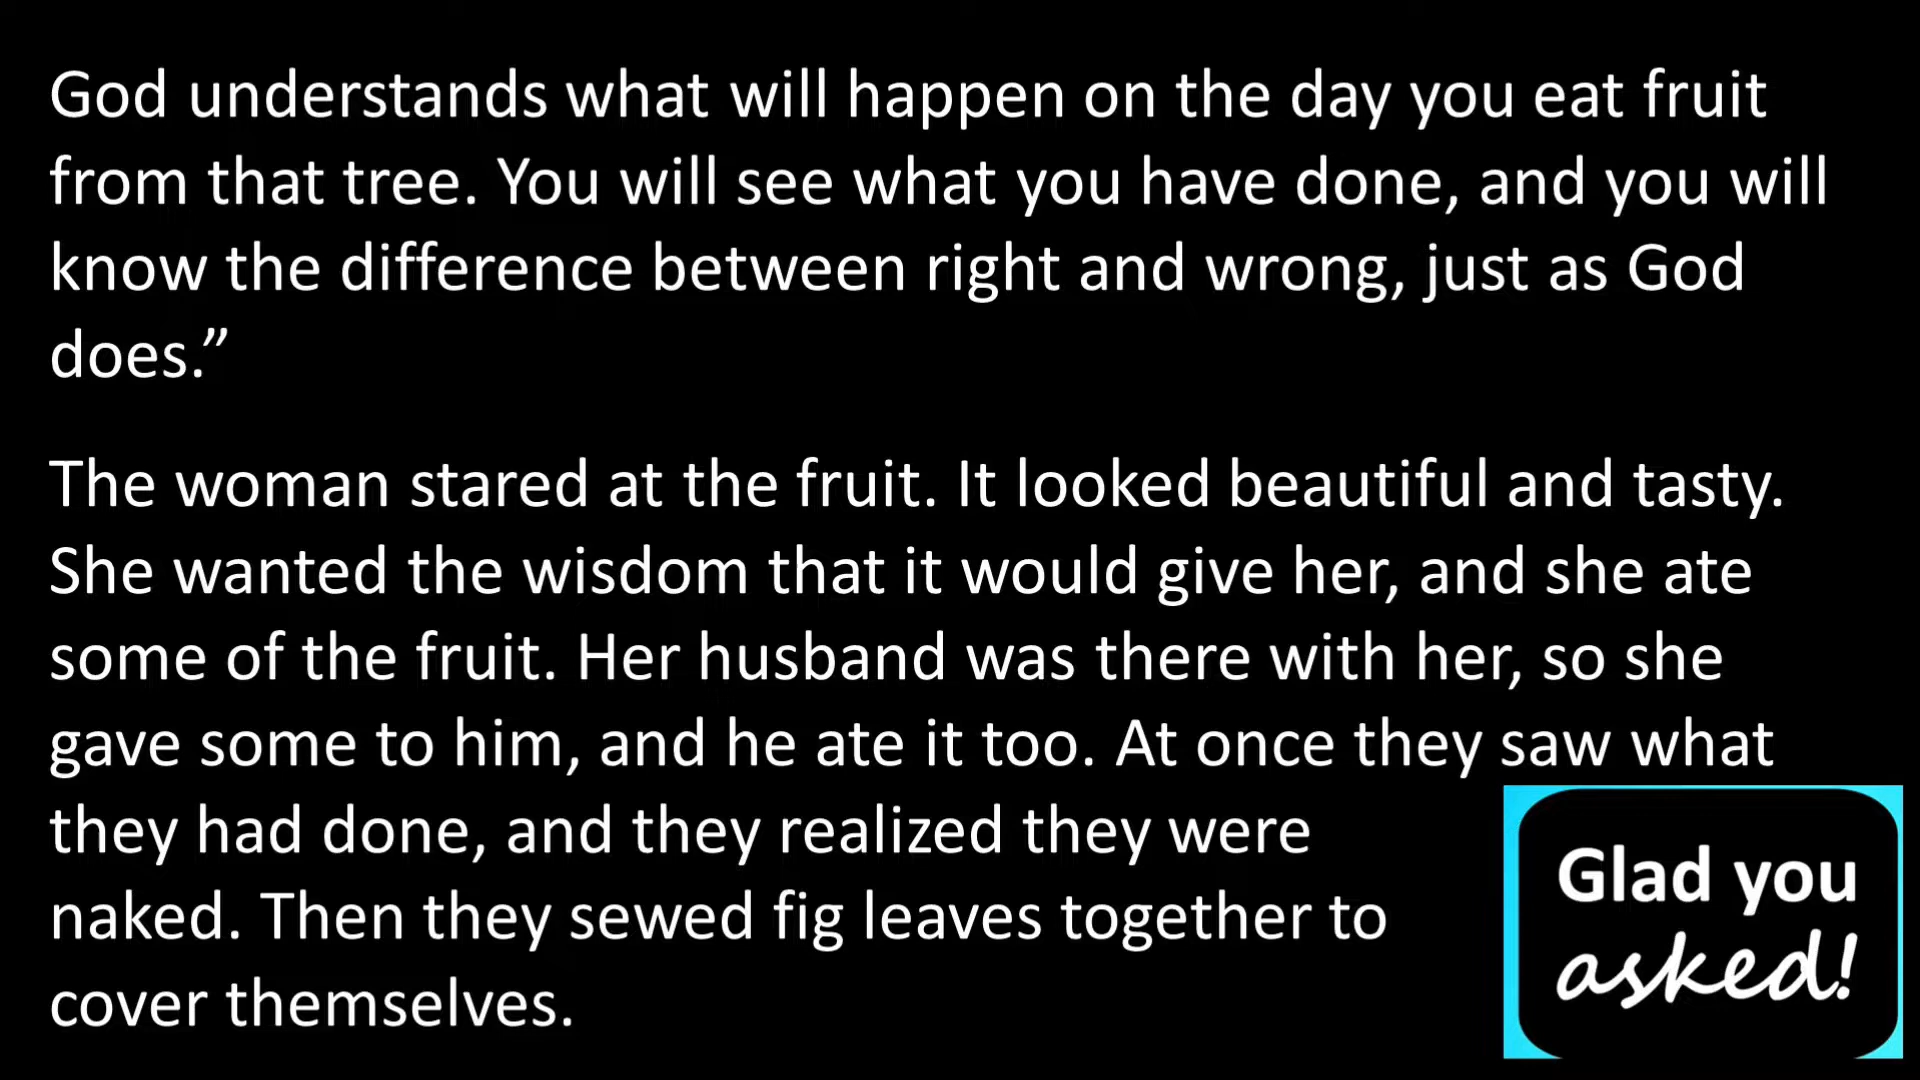 God understands what will happen on the day you eat fruit
from that tree. You will see what you have done, and you will
know the difference between right and wrong, just as God
does.”
The woman stared at the fruit. It looked beautiful and tasty.
She wanted the wisdom that it would give her, and she ate
some of the fruit. Her husband was there with her, so she
gave some to him, and he ate it too. At once they saw what
they had done, and they realized they were
naked. Then they sewed fig leaves together to
cover themselves.
Glad you
asked!